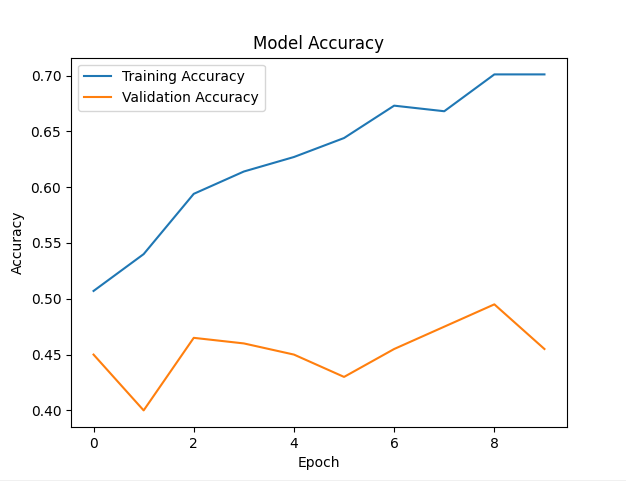 Model Accuracy
Training Accuracy
Validation Accuracy
0.70
0.65
0.60
0.55
0.50
0.45
0.40
Accuracy
0 2 4 6 8
Epoch